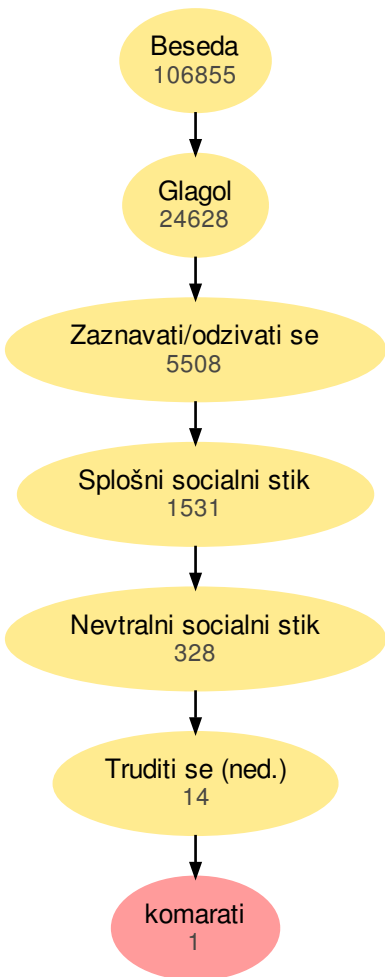 Beseda
106855
Glagol
24628
Zaznavati/odzivati se
5508
Splošni socialni stik
1531
Nevtralni socialni stik
328
Truditi se (ned.)
14
komarati
1